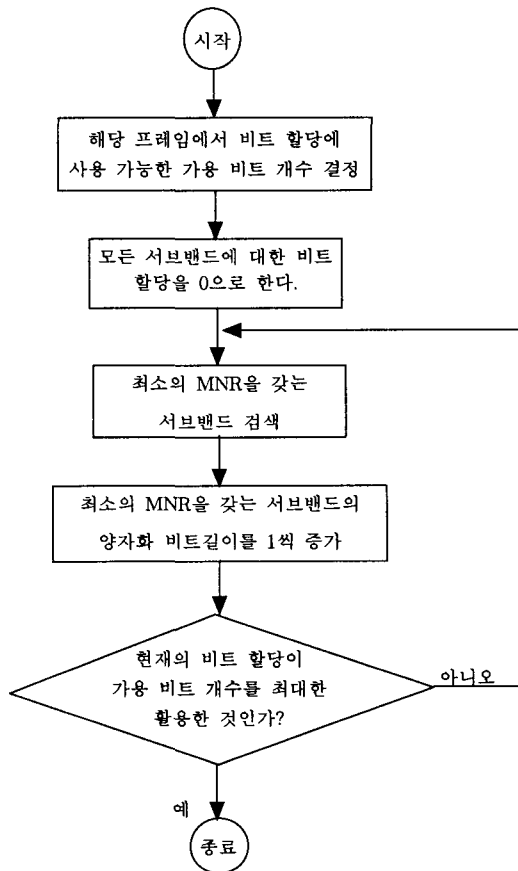 시작
해당 프레임에서 비트 할당에
사용 가능한 가용 비트 개수 결정
모든 서브밴드에 대한 비트
할당을 0으로 한다.
최소의 MNR을 갖는
서브밴드 검색
최소의 MNR을 갖는 서브밴드의
양자화 비트길이를 1씩 증가
현재의 비트 할당이
가용 비트 개수를 최대한
활용한 것인가?
아니오
예
종료